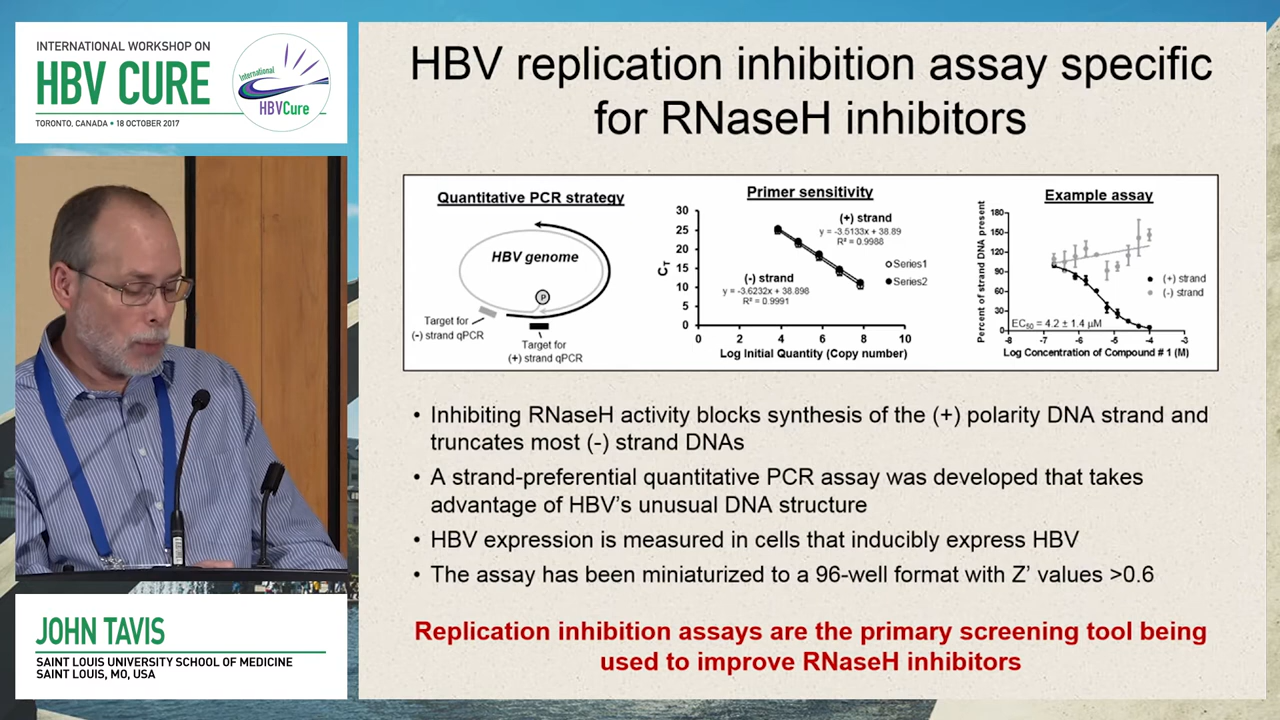 INTERNATIONAL WORKSHOP ON
HBV CURE
TORONTO, CANADA • 18 OCTOBER 2017
International
HBVCure
JOHN TAVIS
SAINT LOUIS UNIVERSITY SCHOOL OF MEDICINE
SAINT LOUIS, MO, USA
HBV replication inhibition assay specific
for RNaseH inhibitors
Quantitative PCR strategy
HBV genome
P
Target for
(-) strand qPCR
Target for
(+) strand qPCR
Primer sensitivity
30
25
20
15
10
5
0
C_T
(+) strand
y = -3.5133x + 38.89
R² = 0.9988
(-) strand
y = -3.6232x + 38.898
R² = 0.9991
Series1
Series2
0 2 4 6 8 10
Log Initial Quantity (Copy number)
Example assay
180
150
120
90
60
30
0
Percent of strand DNA present
(+) strand
(-) strand
EC₅₀ = 4.2 ± 1.4 µM
-8 -7 -6 -5 -4 -3
Log Concentration of Compound # 1 (M)
• Inhibiting RNaseH activity blocks synthesis of the (+) polarity DNA strand and
truncates most (-) strand DNAs
• A strand-preferential quantitative PCR assay was developed that takes
advantage of HBV's unusual DNA structure
• HBV expression is measured in cells that inducibly express HBV
• The assay has been miniaturized to a 96-well format with Z' values >0.6
Replication inhibition assays are the primary screening tool being
used to improve RNaseH inhibitors